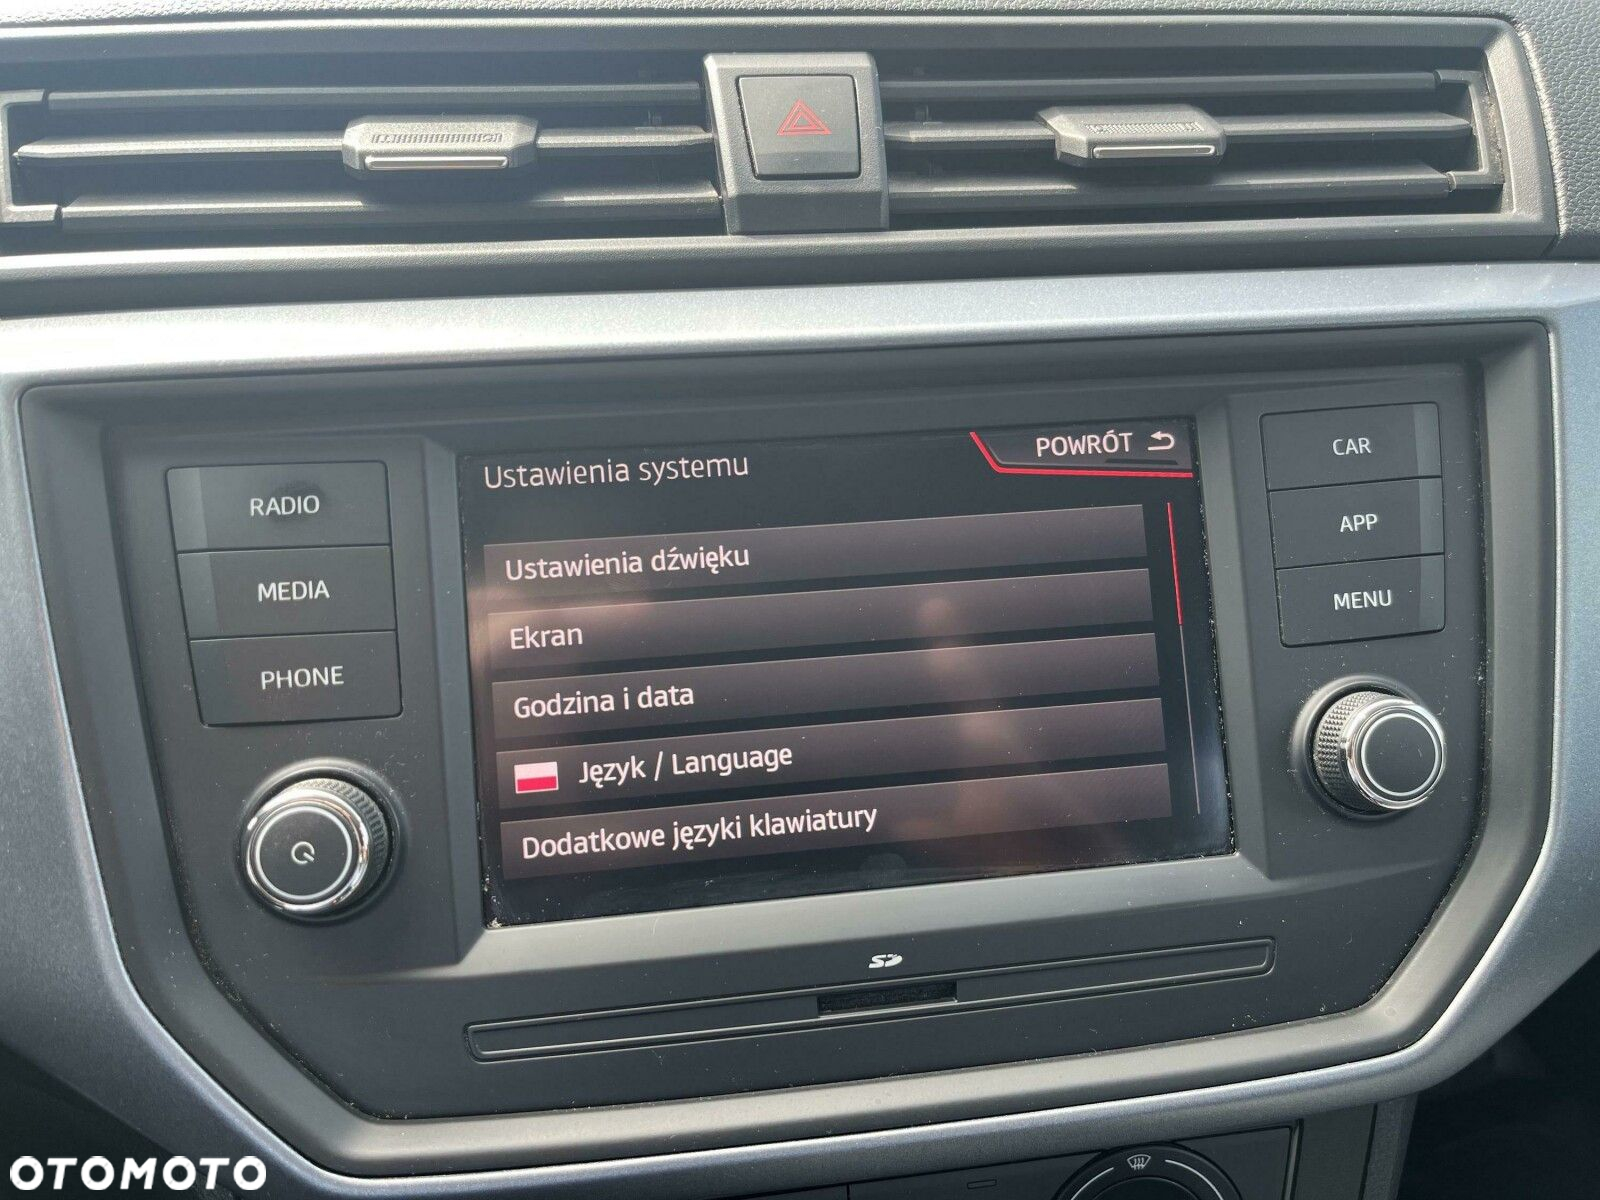 POWRÓT
Ustawienia systemu
Ustawienia dźwięku
Ekran
Godzina i data
Język / Language
Dodatkowe języki klawiatury
RADIO
MEDIA
PHONE
CAR
APP
MENU
SD
OTOMOTO